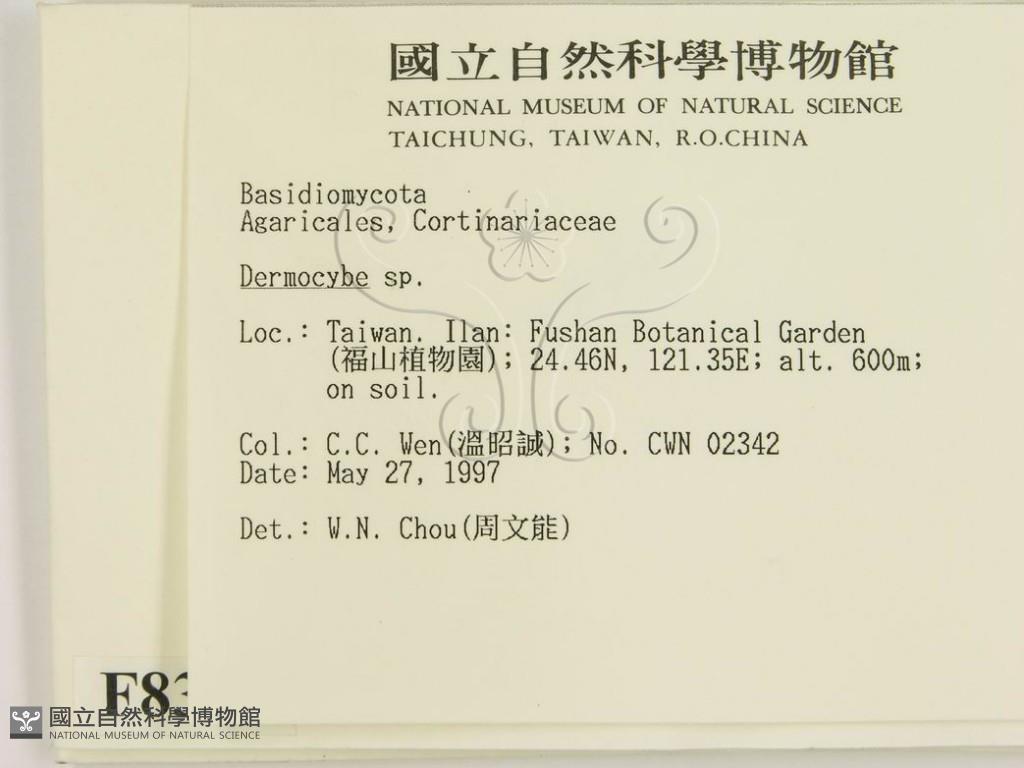 國立自然科學博物館
NATIONAL MUSEUM OF NATURAL SCIENCE
TAICHUNG, TAIWAN, R.O.CHINA
Basidiomycota
Agaricales, Cortinariaceae
Dermocybe sp.
Loc.: Taiwan. Ilan: Fushan Botanical Garden
(福山植物園); 24.46N, 121.35E; alt. 600m;
on soil.
Col.: C.C. Wen(溫昭誠); No. CWN 02342
Date: May 27, 1997
Det.: W.N. Chou(周文能)
國立自然科學博物館
NATIONAL MUSEUM OF NATURAL SCIENCE